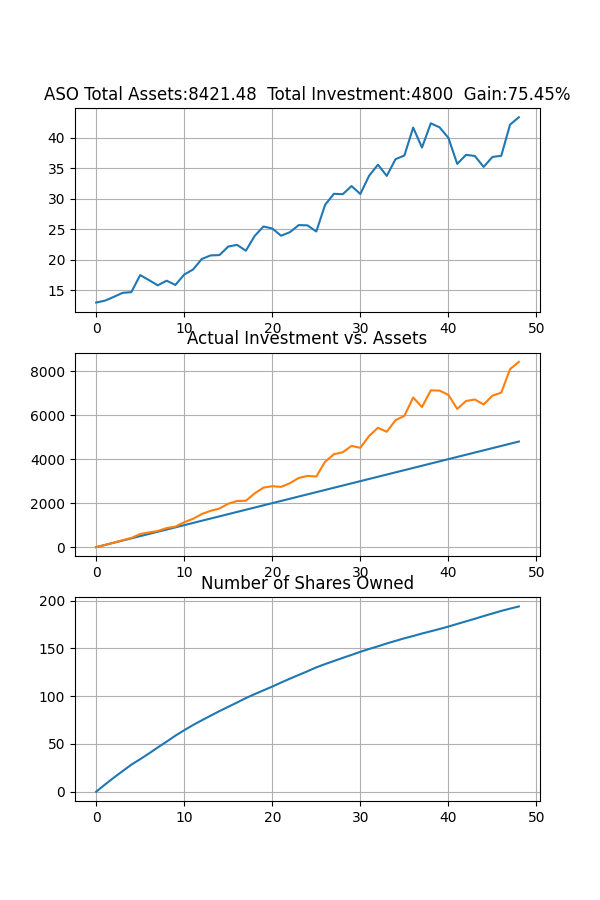 ASO Total Assets:8421.48  Total Investment:4800  Gain:75.45%
40
35
30
25
20
15
0 10 20 30 40 50
Actual Investment vs. Assets
8000
6000
4000
2000
0
0 10 20 30 40 50
Number of Shares Owned
200
150
100
50
0
0 10 20 30 40 50